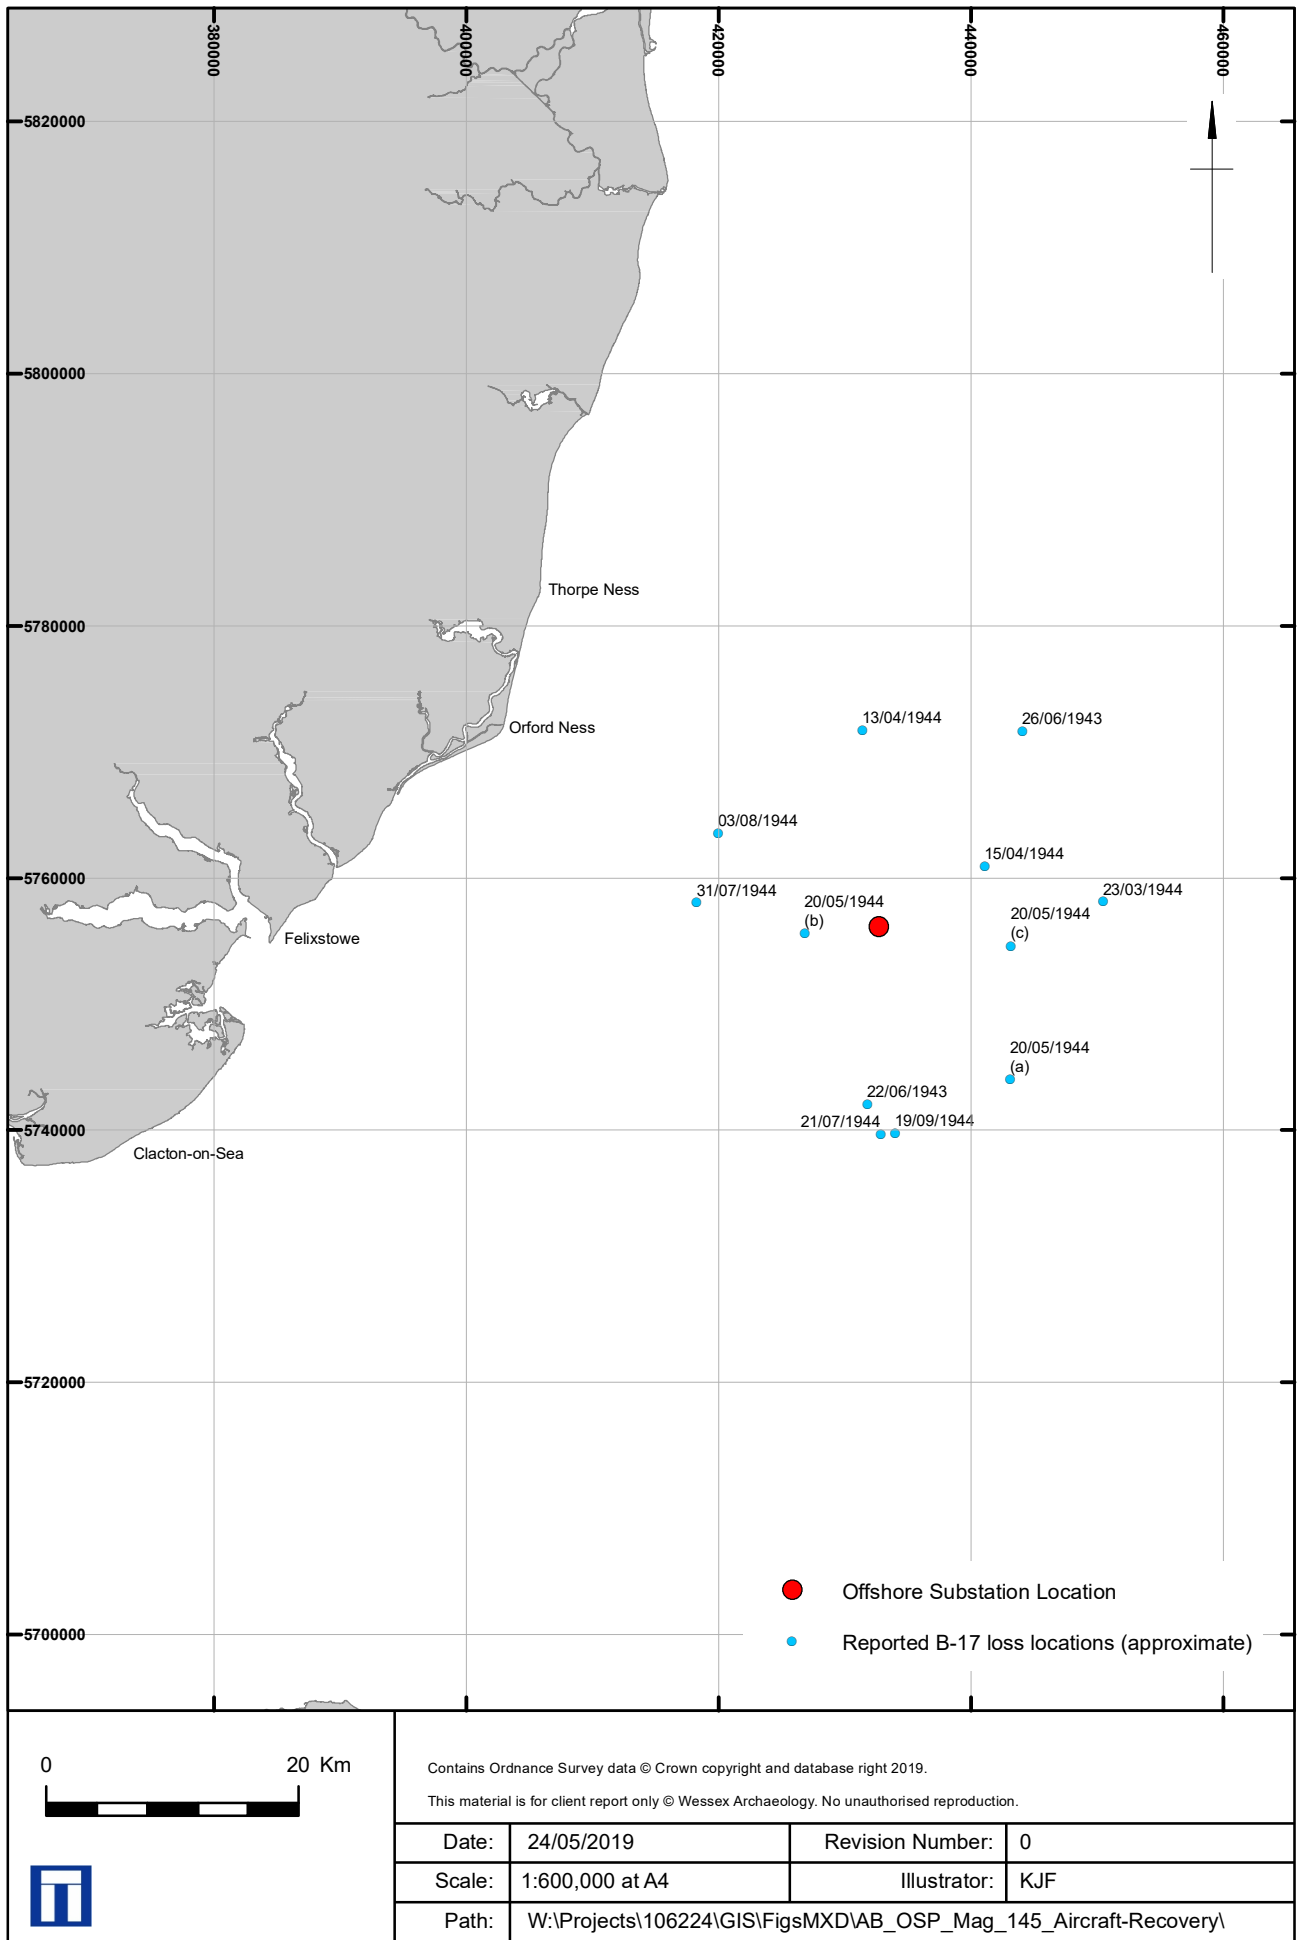 380000
400000
420000
440000
460000
5820000
5800000
Thorpe Ness
5780000
13/04/1944
26/06/1943
Orford Ness
03/08/1944
15/04/1944
5760000
31/07/1944
20/05/1944
(b)
23/03/1944
20/05/1944
(c)
Felixstowe
20/05/1944
(a)
22/06/1943
21/07/1944
19/09/1944
5740000
Clacton-on-Sea
5720000
Offshore Substation Location
5700000
Reported B-17 loss locations (approximate)
0 20 Km
Contains Ordnance Survey data © Crown copyright and database right 2019.
This material is for client report only © Wessex Archaeology. No unauthorised reproduction.
Date: 24/05/2019 Revision Number: 0
Scale: 1:600,000 at A4 Illustrator: KJF
Path: W:\Projects\106224\GIS\FigsMXD\AB_OSP_Mag_145_Aircraft-Recovery\